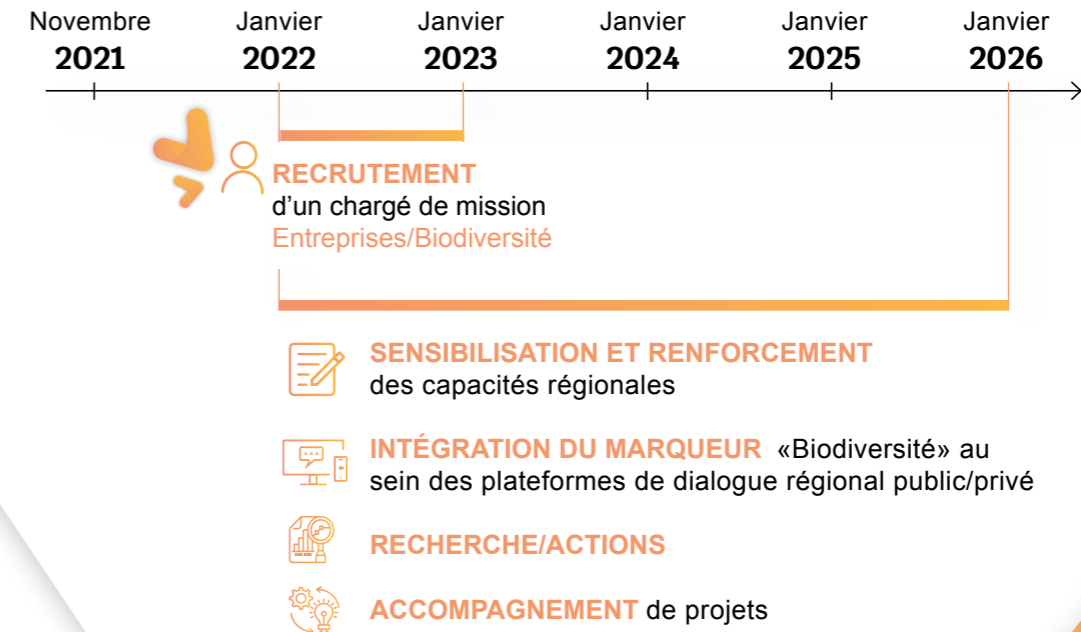 Novembre Janvier Janvier Janvier Janvier Janvier
2021 2022 2023 2024 2025 2026
RECRUTEMENT
d'un chargé de mission
Entreprises/Biodiversité
SENSIBILISATION ET RENFORCEMENT
des capacités régionales
INTÉGRATION DU MARQUEUR «Biodiversité» au
sein des plateformes de dialogue régional public/privé
RECHERCHE/ACTIONS
ACCOMPAGNEMENT de projets